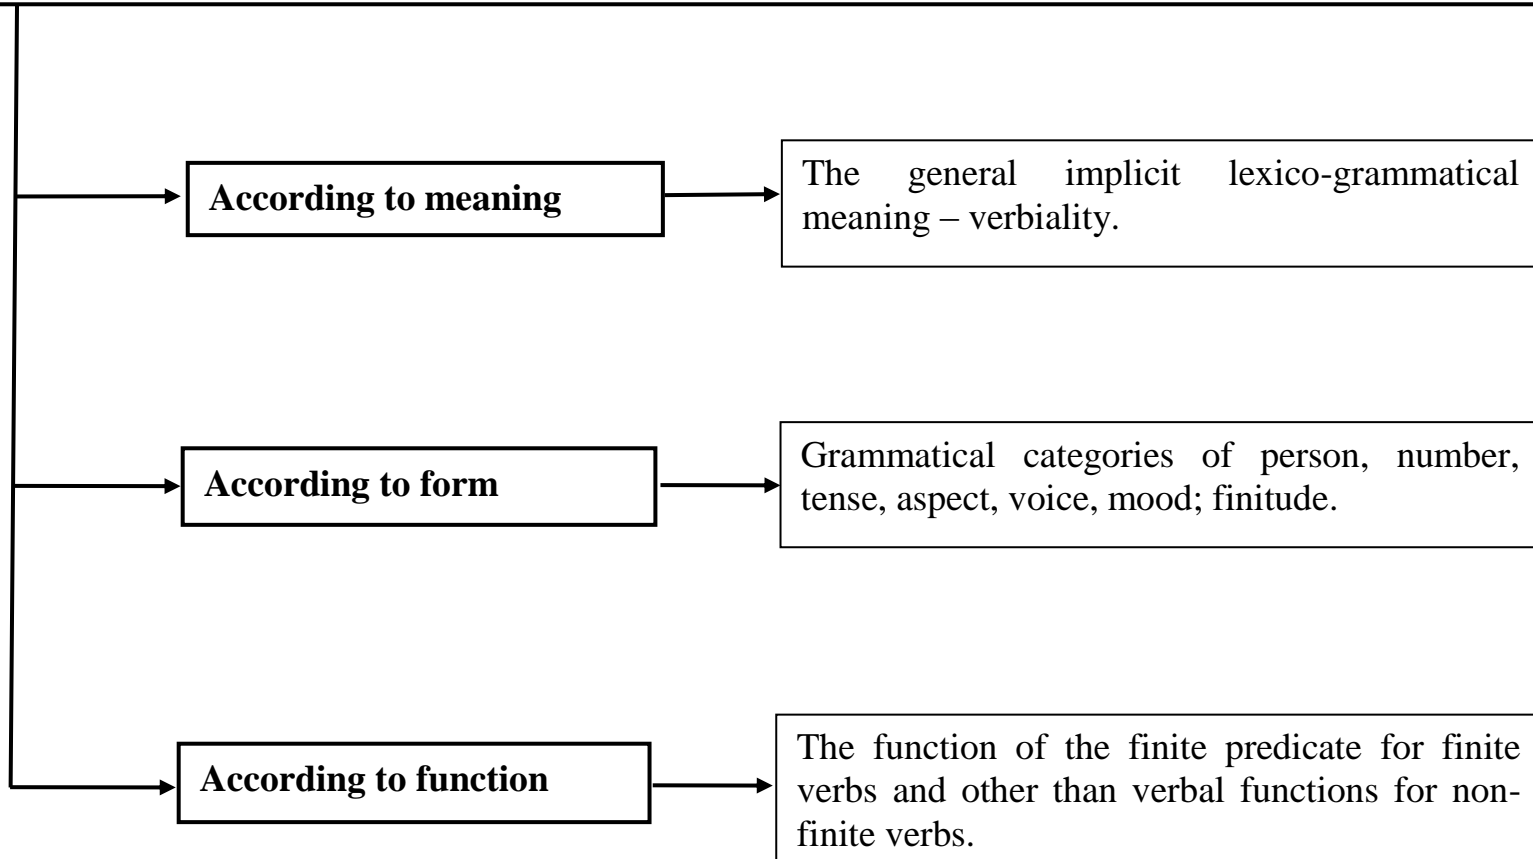 According to meaning
The general implicit lexico-grammatical
meaning – verbiality.
According to form
Grammatical categories of person, number,
tense, aspect, voice, mood; finitude.
According to function
The function of the finite predicate for finite
verbs and other than verbal functions for non-
finite verbs.